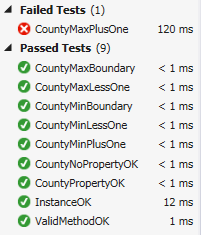 Failed Tests (1)
CountyMaxPlusOne 120 ms
Passed Tests (9)
CountyMaxBoundary < 1 ms
CountyMaxLessOne < 1 ms
CountyMinBoundary < 1 ms
CountyMinLessOne < 1 ms
CountyMinPlusOne < 1 ms
CountyNoPropertyOK < 1 ms
CountyPropertyOK < 1 ms
InstanceOK 12 ms
ValidMethodOK 1 ms